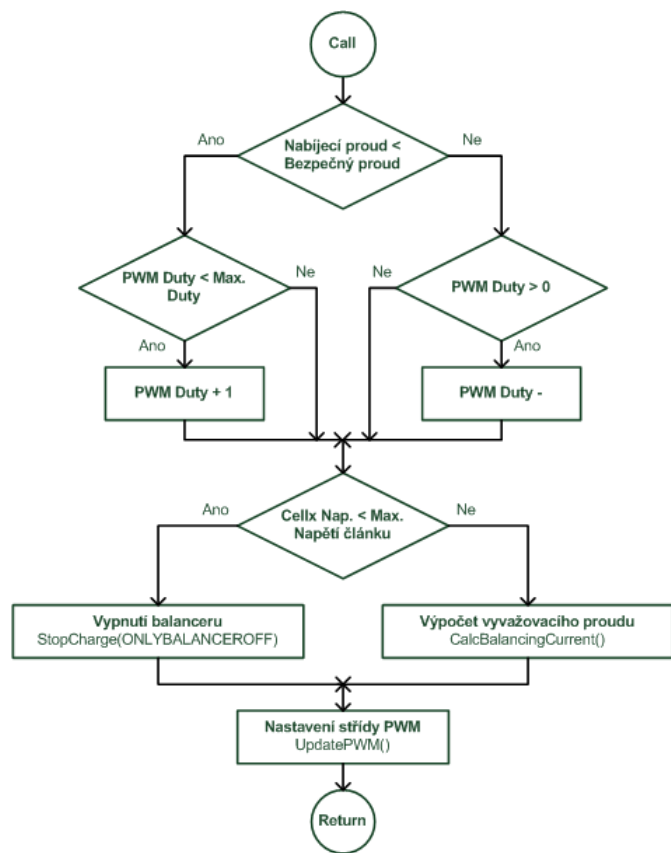 Call
Ano
Ne
Nabíjecí proud <
Bezpečný proud
PWM Duty < Max.
Duty
Ne
Ne
PWM Duty > 0
Ano
Ano
PWM Duty + 1
PWM Duty -
Ano
Ne
Cellx Nap. < Max.
Napětí článku
Vypnutí balanceru
StopCharge(ONLYBALANCEROFF)
Výpočet vyvažovacího proudu
CalcBalancingCurrent()
Nastavení střídy PWM
UpdatePWM()
Return